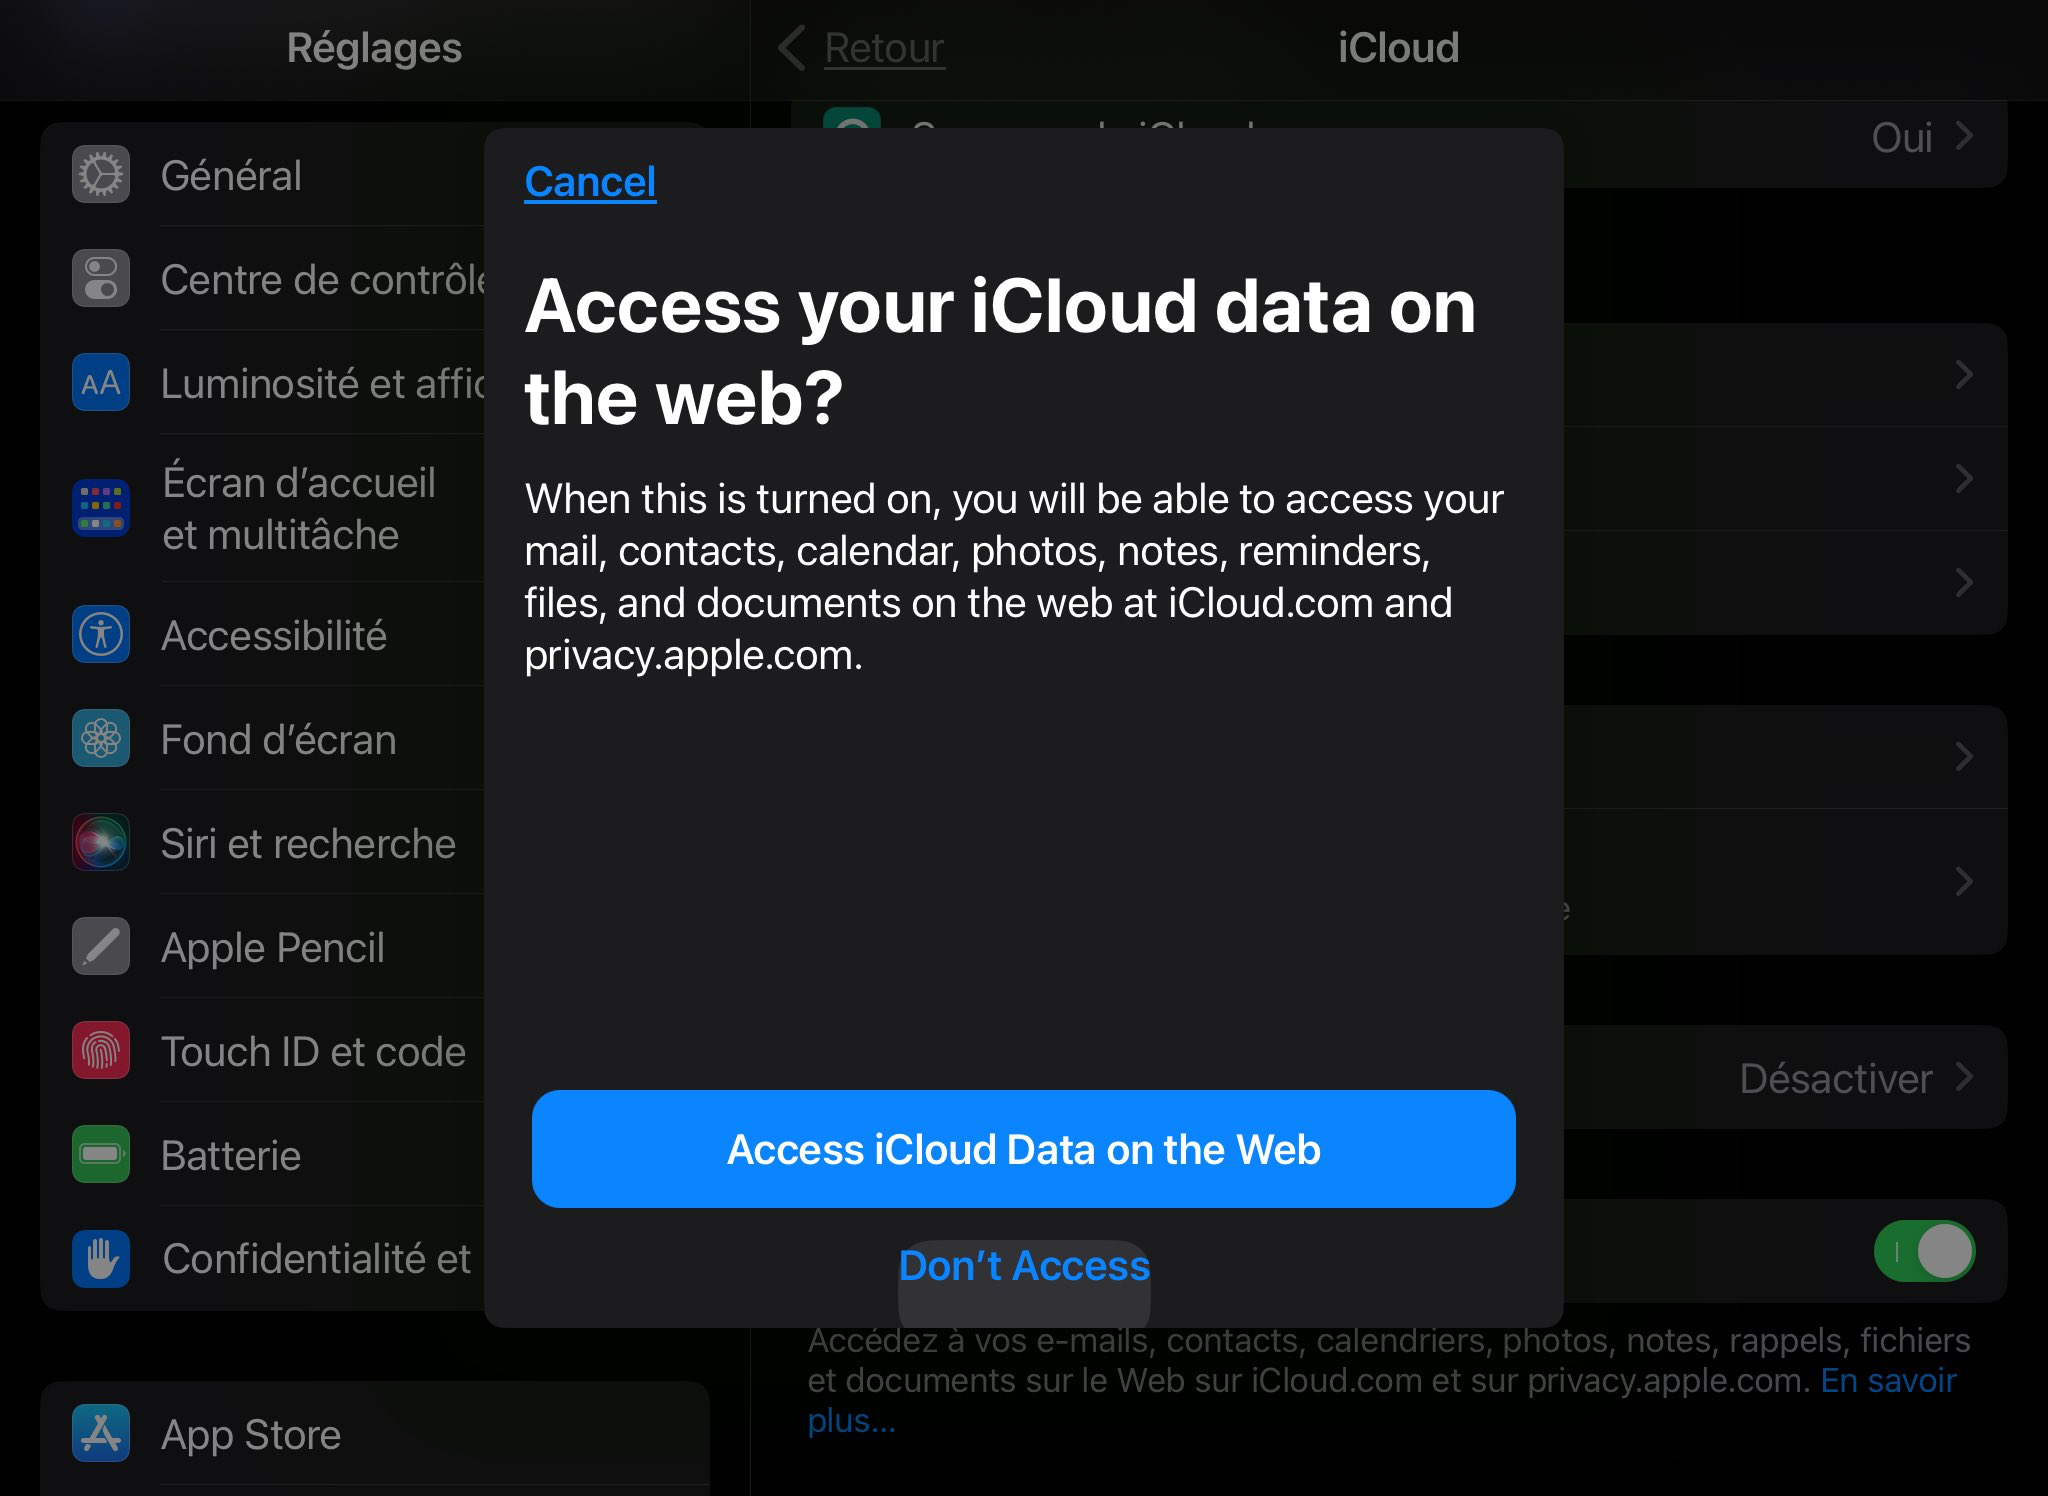 Réglages
Général
Centre de contrôle
Luminosité et
Écran d’accueil
et multitâche
Accessibilité
Fond d’écran
Siri et recherche
Apple Pencil
Touch ID et code
Batterie
Confidentialité et
App Store
Retour
iCloud
Oui
Cancel
Access your iCloud data on
the web?
When this is turned on, you will be able to access your
mail, contacts, calendar, photos, notes, reminders,
files, and documents on the web at iCloud.com and
privacy.apple.com.
Access iCloud Data on the Web
Don’t Access
Désactiver
Accédez à vos e-mails, contacts, calendriers, photos, notes, rappels, fichiers
et documents sur le Web sur iCloud.com et sur privacy.apple.com. En savoir
plus...